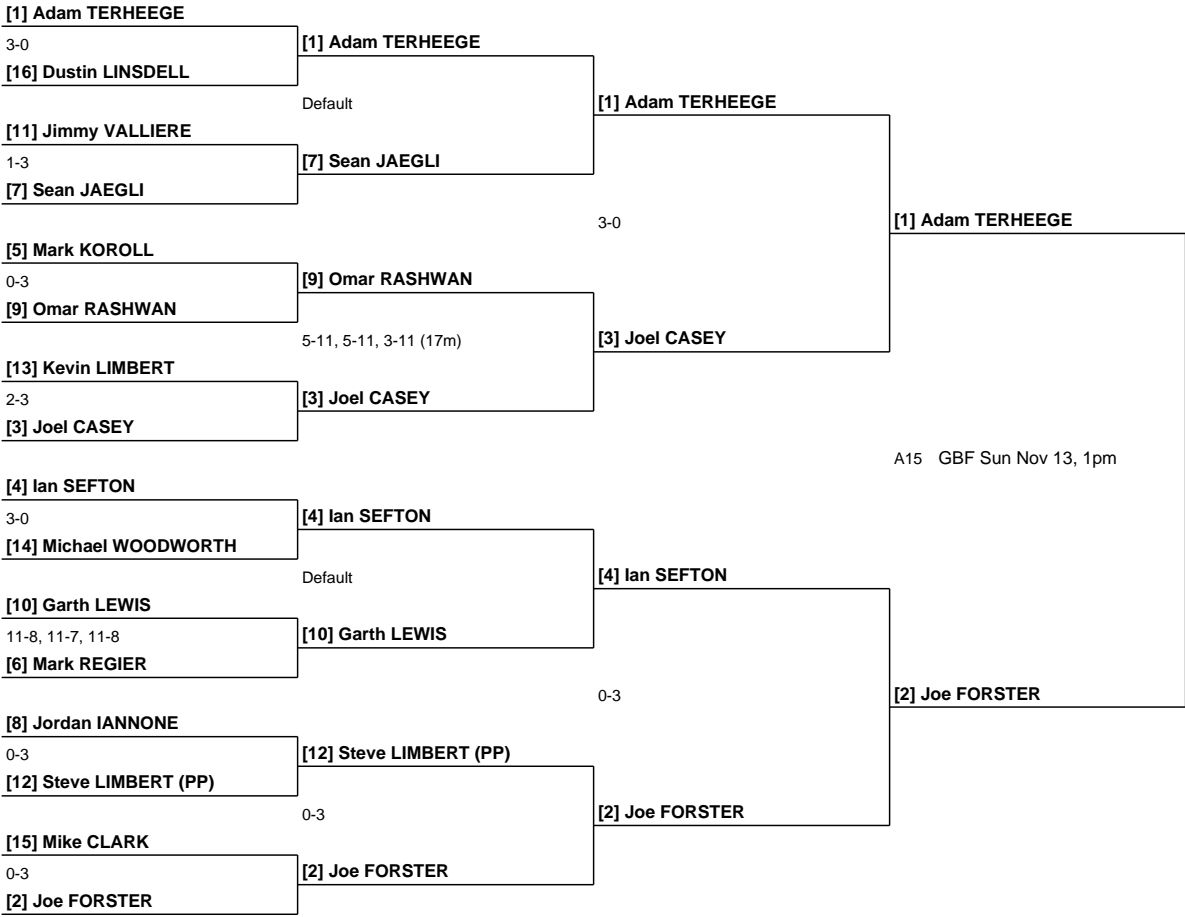 [1] Adam TERHEEGE
3-0
[16] Dustin LINSDELL
[11] Jimmy VALLIERE
1-3
[7] Sean JAEGLI
[5] Mark KOROLL
0-3
[9] Omar RASHWAN
[13] Kevin LIMBERT
2-3
[3] Joel CASEY
[4] Ian SEFTON
3-0
[14] Michael WOODWORTH
[10] Garth LEWIS
11-8, 11-7, 11-8
[6] Mark REGIER
[8] Jordan IANNONE
0-3
[12] Steve LIMBERT (PP)
[15] Mike CLARK
0-3
[2] Joe FORSTER
[1] Adam TERHEEGE
Default
[7] Sean JAEGLI
[9] Omar RASHWAN
5-11, 5-11, 3-11 (17m)
[3] Joel CASEY
[4] Ian SEFTON
Default
[10] Garth LEWIS
[12] Steve LIMBERT (PP)
0-3
[2] Joe FORSTER
[1] Adam TERHEEGE
3-0
[3] Joel CASEY
[4] Ian SEFTON
0-3
[2] Joe FORSTER
[1] Adam TERHEEGE
A15 GBF Sun Nov 13, 1pm
[2] Joe FORSTER